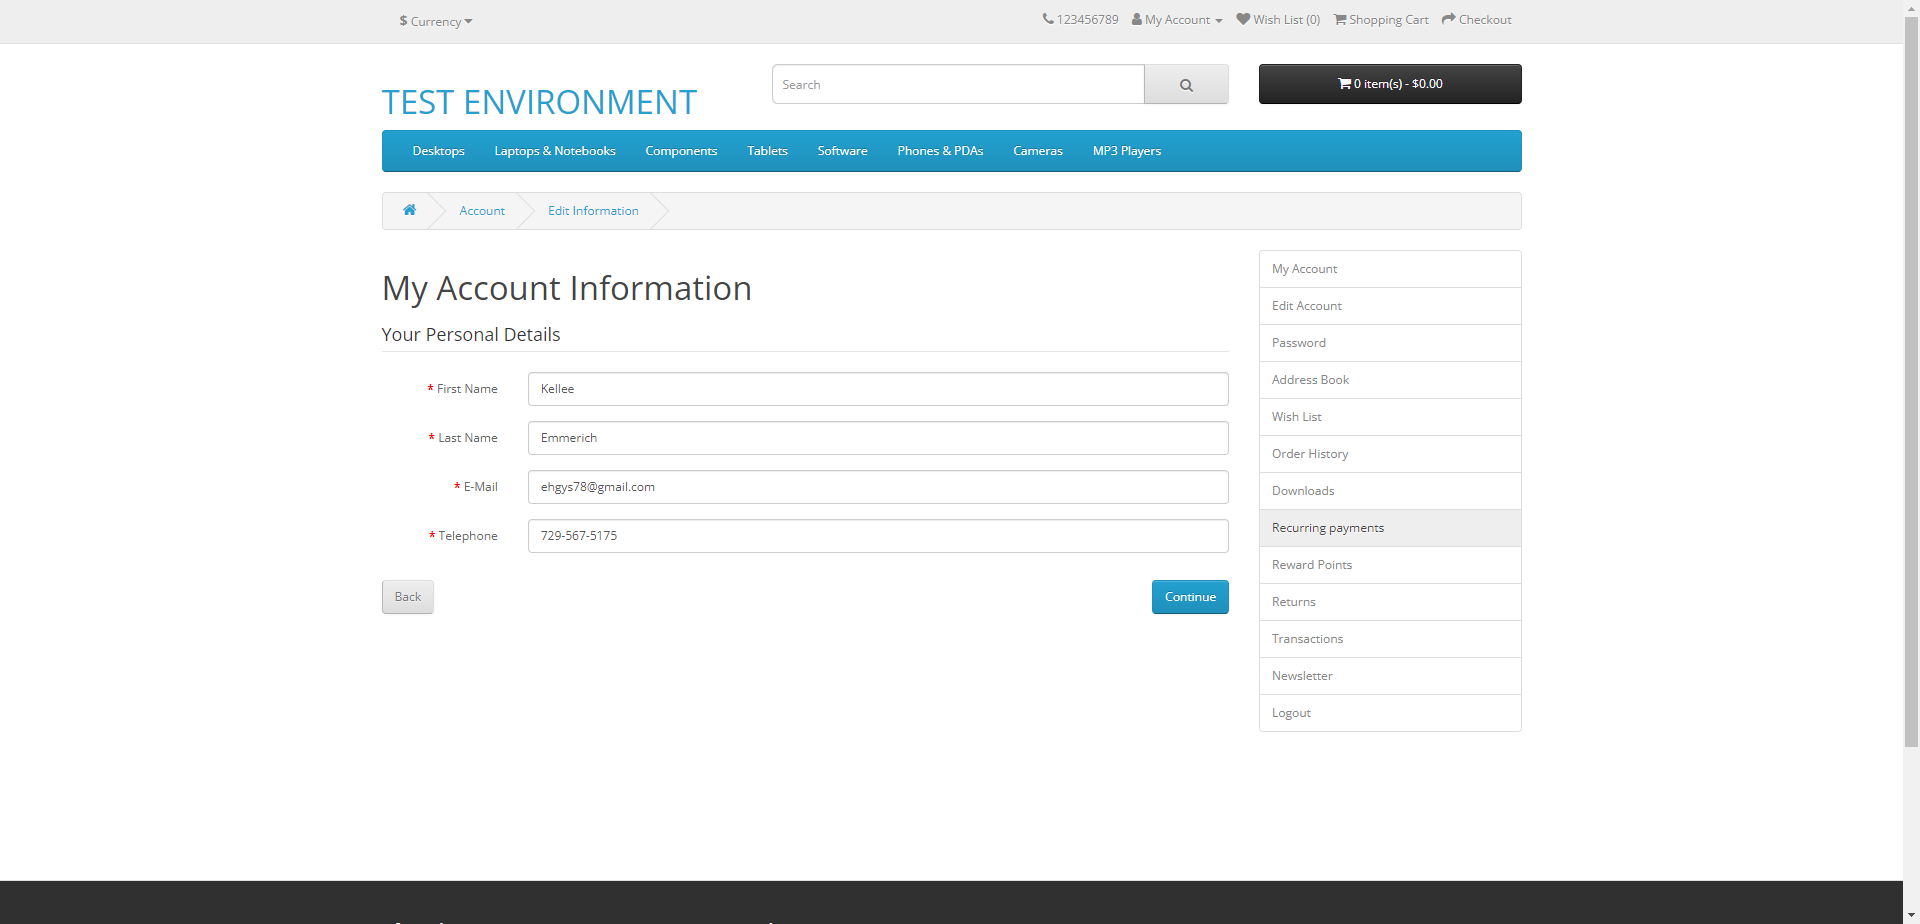 $ Currency
123456789 My Account Wish List (0) Shopping Cart Checkout
TEST ENVIRONMENT
Search
0 item(s) - $0.00
Desktops Laptops & Notebooks Components Tablets Software Phones & PDAs Cameras MP3 Players
Account Edit Information
My Account Information
Your Personal Details
* First Name Kellee
* Last Name Emmerich
* E-Mail ehgys78@gmail.com
* Telephone 729-567-5175
Back Continue
My Account
Edit Account
Password
Address Book
Wish List
Order History
Downloads
Recurring payments
Reward Points
Returns
Transactions
Newsletter
Logout